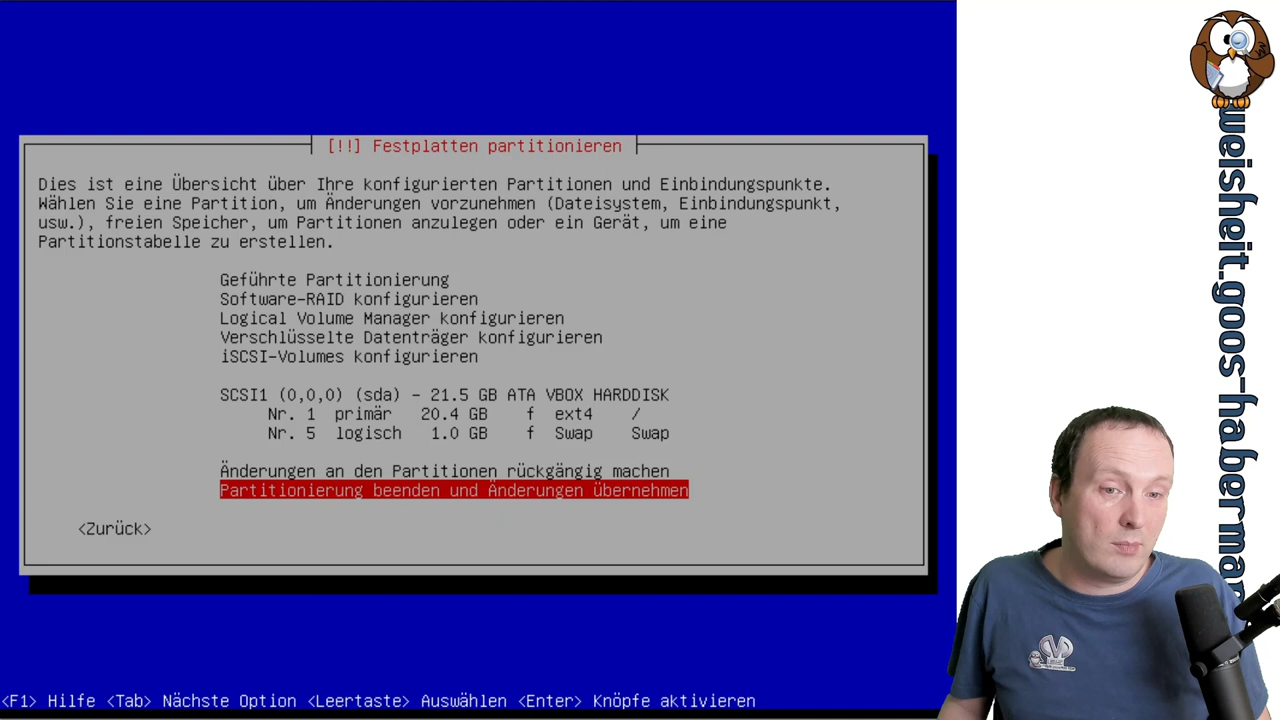 [!!] Festplatten partitionieren
Dies ist eine Übersicht über Ihre konfigurierten Partitionen und Einbindungspunkte.
Wählen Sie eine Partition, um Änderungen vorzunehmen (Dateisystem, Einbindungspunkt,
usw.), freien Speicher, um Partitionen anzulegen oder ein Gerät, um eine
Partitionstabelle zu erstellen.
Geführte Partitionierung
Software-RAID konfigurieren
Logical Volume Manager konfigurieren
Verschlüsselte Datenträger konfigurieren
iSCSI-Volumes konfigurieren
SCSI1 (0,0,0) (sda) - 21.5 GB ATA VBOX HARDDISK
Nr. 1 primär 20.4 GB f ext4 /
Nr. 5 logisch 1.0 GB f Swap Swap
Änderungen an den Partitionen rückgängig machen
Partitionierung beenden und Änderungen übernehmen
<Zurück>
<F1> Hilfe <Tab> Nächste Option <Leertaste> Auswählen <Enter> Knöpfe aktivieren
weisheit.goos-haberman